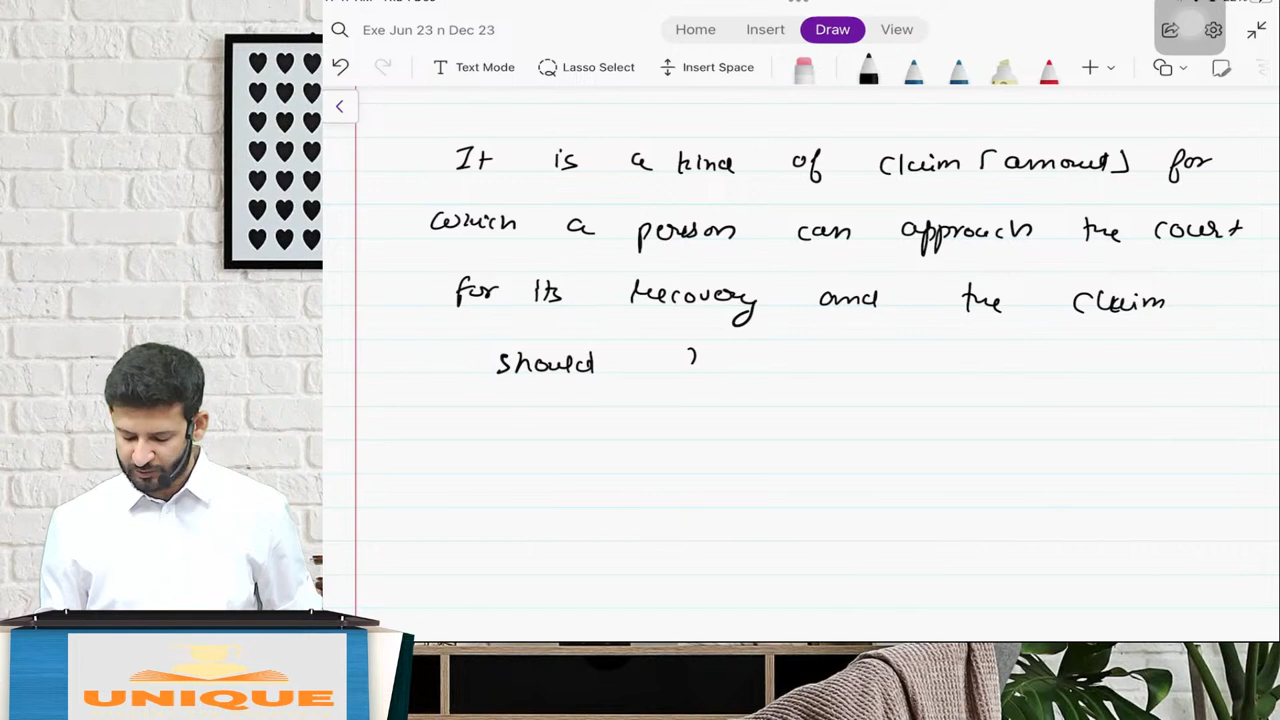 Exe Jun 23 n Dec 23
Home Insert Draw View
Text Mode Lasso Select Insert Space
It is a kind of claim [amount] for
which a person can approach the court
for its recovery and the claim
should
UNIQUE